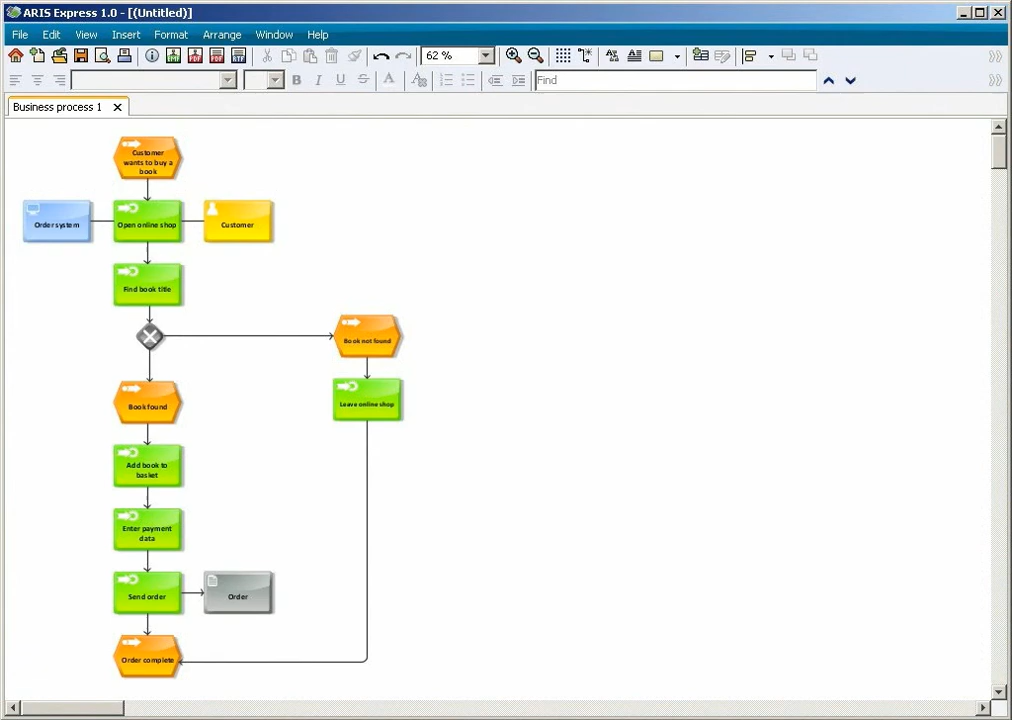 ARIS Express 1.0 - [(Untitled)]
File Edit View Insert Format Arrange Window Help
62 %
Find
Business process 1
Customer
wants to buy a
book
Order system
Open online shop
Customer
Find book title
Book not found
Leave online shop
Book found
Add book to
basket
Enter payment
data
Send order
Order
Order complete